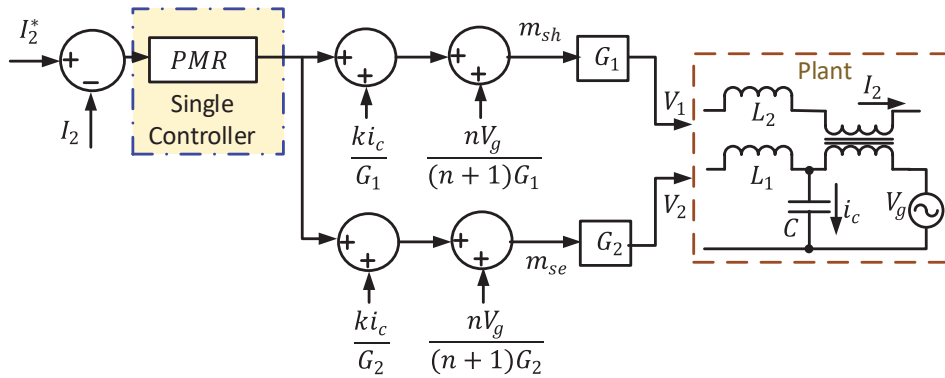 I₂*
+
−
I₂
PMR
Single
Controller
+
+
ki_c
G₁
+
+
nV_g
(n + 1)G₁
m_sh
G₁
V₁
+
+
ki_c
G₂
+
+
nV_g
(n + 1)G₂
m_se
G₂
V₂
Plant
I₂
L₂
L₁
C
i_c
V_g